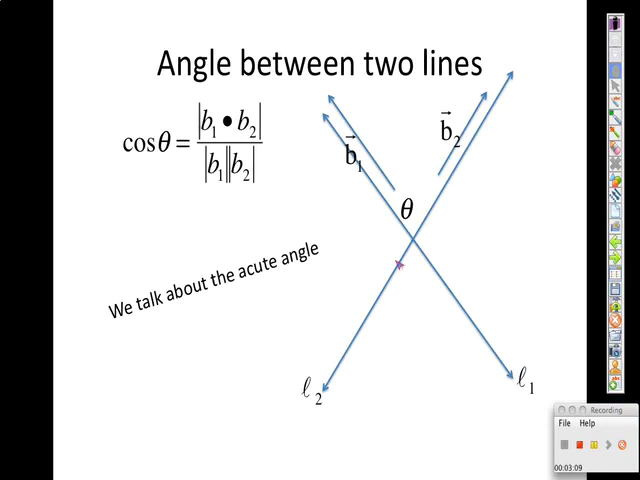 Angle between two lines
cosθ = |b₁ • b₂| / |b₁||b₂|
b⃗₁
b⃗₂
θ
We talk about the acute angle
ℓ₂
ℓ₁
Recording
File Help
00:03:09